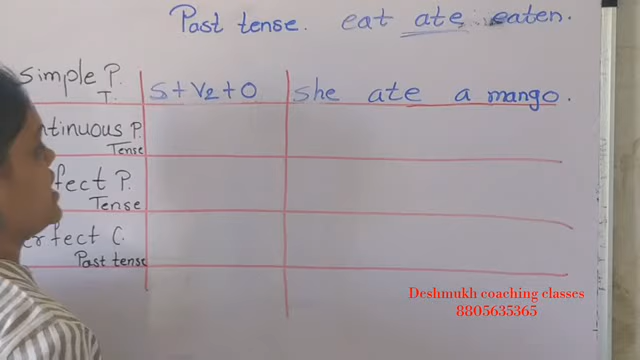 Past tense. eat ate eaten.
simple P. T. S + V2 + O she ate a mango.
ntinuous P. Tense
fect P. Tense
erfect C. Past tense
Deshmukh coaching classes
8805635365